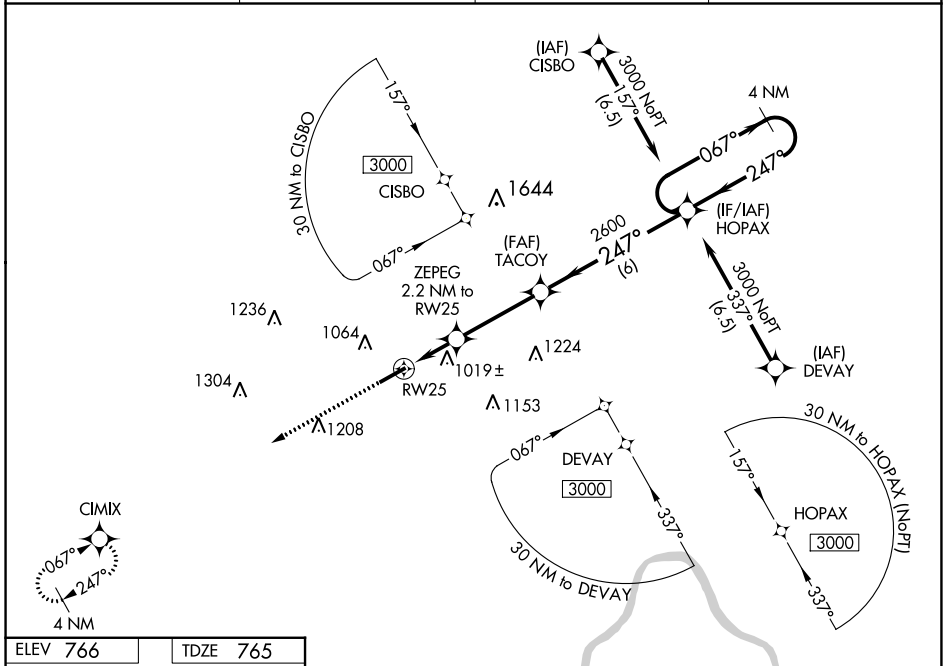 (IAF)
CISBO
3000 NoPT
157°
(6.5)
4 NM
067°
247°
30 NM to CISBO
157°
3000
CISBO
067°
1644
(IF/IAF)
HOPAX
2600
247°
(6)
(FAF)
TACOY
ZEPEG
2.2 NM to
RW25
3000 NoPT
337°
(6.5)
(IAF)
DEVAY
1236
1064
1224
1019±
RW25
1304
1153
1208
067°
DEVAY
3000
337°
30 NM to DEVAY
30 NM to HOPAX (NoPT)
157°
HOPAX
3000
337°
CIMIX
067°
247°
4 NM
ELEV 766
TDZE 765